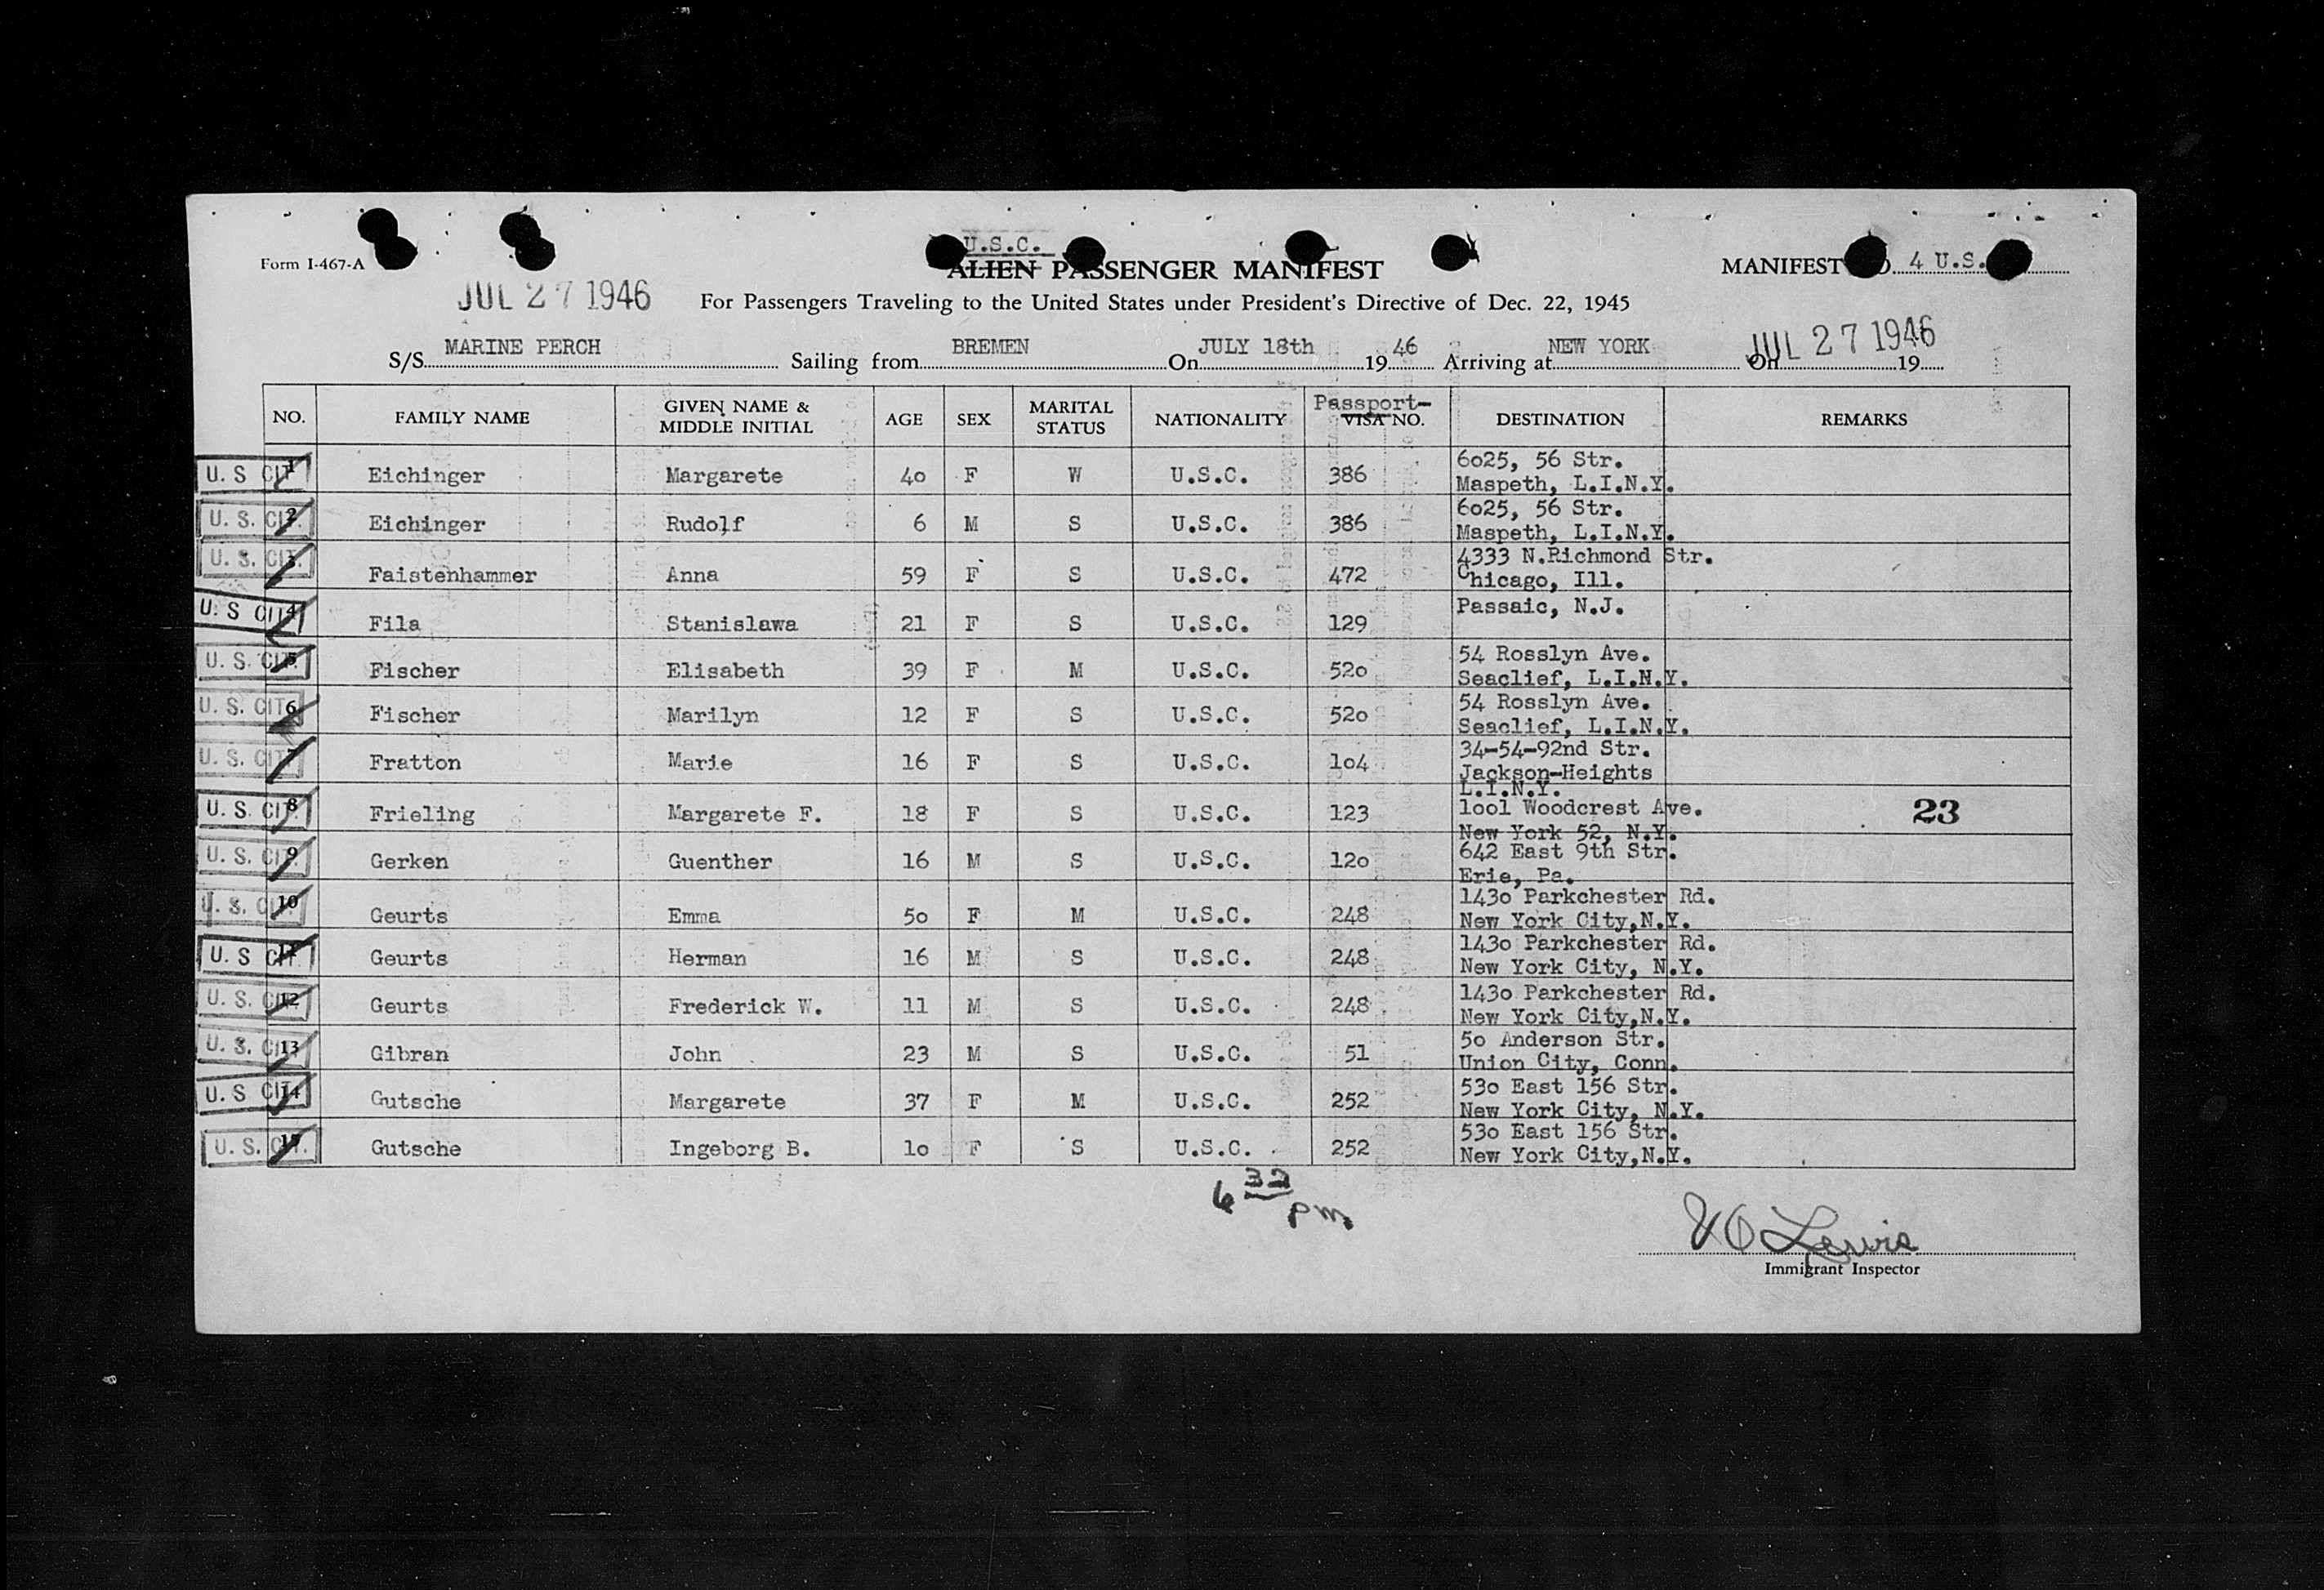 U.S.C.
Form I-467-A
ALIEN PASSENGER MANIFEST
MANIFEST 4 U.S.
JUL 27 1946 For Passengers Traveling to the United States under President's Directive of Dec. 22, 1945
S/S MARINE PERCH Sailing from BREMEN On JULY 18th 19 46 Arriving at NEW YORK On JUL 27 1946 19
NO. FAMILY NAME GIVEN NAME & MIDDLE INITIAL AGE SEX MARITAL STATUS NATIONALITY Passport- VISA NO. DESTINATION REMARKS
U. S CIT 1 Eichinger Margarete 40 F W U.S.C. 386 6025, 56 Str.
Maspeth, L.I.N.Y.
U. S. CIT. 2 Eichinger Rudolf 6 M S U.S.C. 386 6025, 56 Str.
Maspeth, L.I.N.Y.
U. S. CIT. 3 Faistenhammer Anna 59 F S U.S.C. 472 4333 N.Richmond Str.
Chicago, Ill.
U. S CIT 4 Fila Stanislawa 21 F S U.S.C. 129 Passaic, N.J.
U. S. CIT. 5 Fischer Elisabeth 39 F M U.S.C. 520 54 Rosslyn Ave.
Seaclief, L.I.N.Y.
U. S. CIT 6 Fischer Marilyn 12 F S U.S.C. 520 54 Rosslyn Ave.
Seaclief, L.I.N.Y.
U. S. CIT 7 Fratton Marie 16 F S U.S.C. 104 34-54-92nd Str.
Jackson-Heights
L.I.N.Y.
U. S. CIT. 8 Frieling Margarete F. 18 F S U.S.C. 123 1001 Woodcrest Ave. 23
New York 52, N.Y.
U. S. CIT. 9 Gerken Guenther 16 M S U.S.C. 120 642 East 9th Str.
Erie, Pa.
U. S. CIT. 10 Geurts Emma 50 F M U.S.C. 248 1430 Parkchester Rd.
New York City,N.Y.
U. S CIT. 11 Geurts Herman 16 M S U.S.C. 248 1430 Parkchester Rd.
New York City, N.Y.
U. S. CIT. 12 Geurts Frederick W. 11 M S U.S.C. 248 1430 Parkchester Rd.
New York City,N.Y.
U. S. CIT. 13 Gibran John 23 M S U.S.C. 51 50 Anderson Str.
Union City, Conn.
U. S CIT. 14 Gutsche Margarete 37 F M U.S.C. 252 530 East 156 Str.
New York City, N.Y.
U. S. CIT. 15 Gutsche Ingeborg B. 10 F S U.S.C. 252 530 East 156 Str.
New York City,N.Y.
6 32 pm
Lewis
Immigrant Inspector